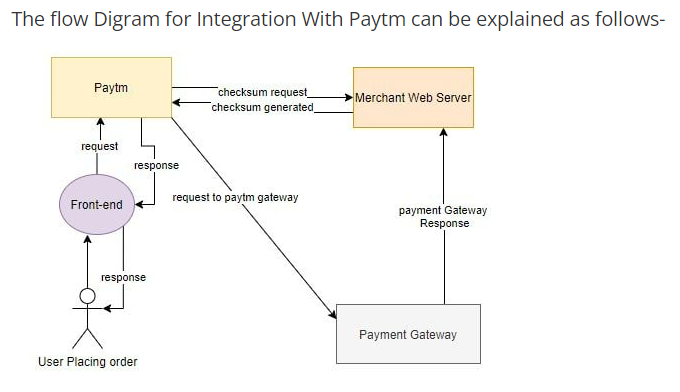 The flow Digram for Integration With Paytm can be explained as follows-
Paytm
checksum request
checksum generated
Merchant Web Server
request
response
Front-end
request to paytm gateway
payment Gateway
Response
response
Payment Gateway
User Placing order